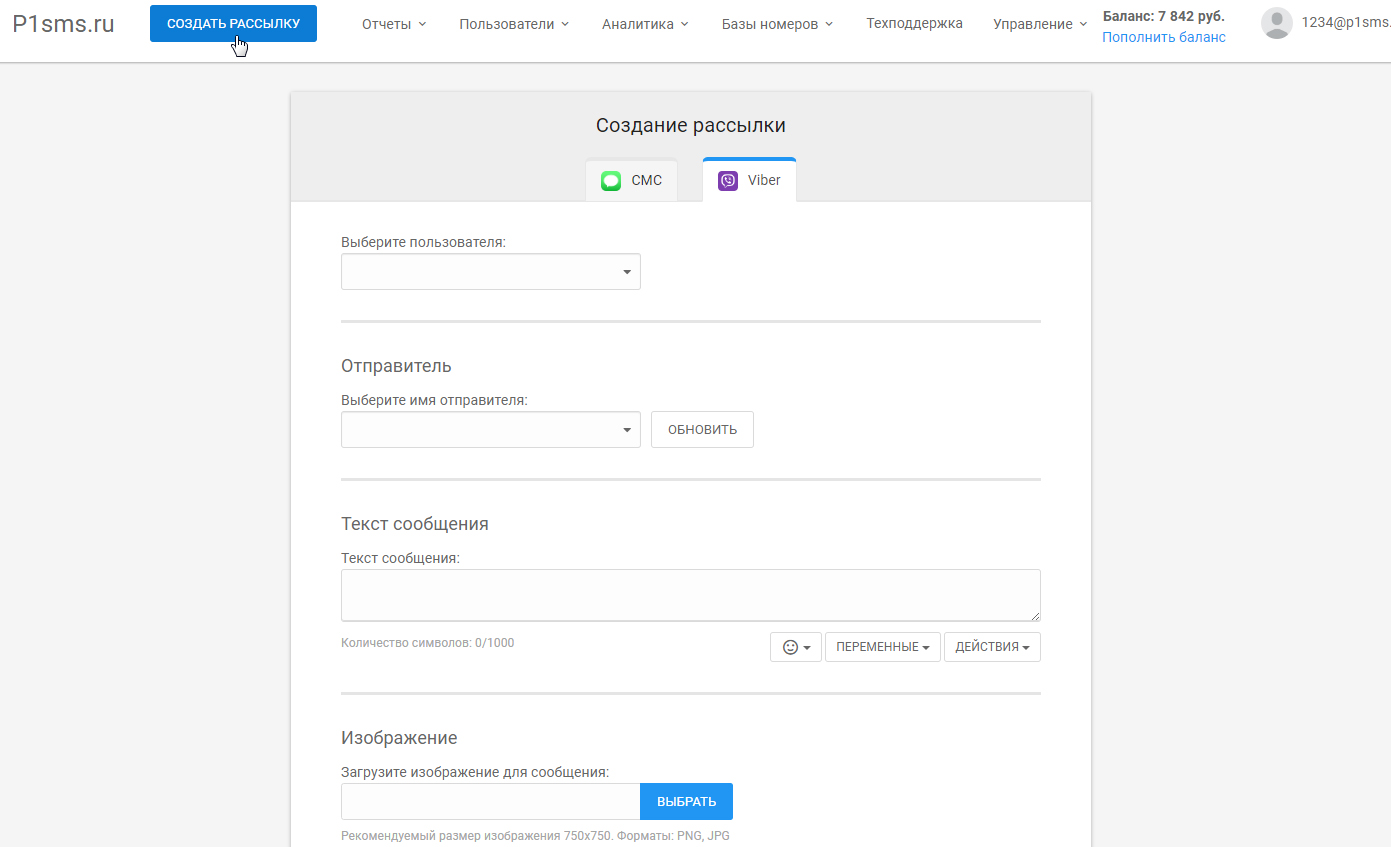 P1sms.ru
СОЗДАТЬ РАССЫЛКУ
Отчеты
Пользователи
Аналитика
Базы номеров
Техподдержка
Управление
Баланс: 7 842 руб.
Пополнить баланс
1234@p1sms.
Создание рассылки
СМС
Viber
Выберите пользователя:
Отправитель
Выберите имя отправителя:
ОБНОВИТЬ
Текст сообщения
Текст сообщения:
Количество символов: 0/1000
ПЕРЕМЕННЫЕ
ДЕЙСТВИЯ
Изображение
Загрузите изображение для сообщения:
ВЫБРАТЬ
Рекомендуемый размер изображения 750x750. Форматы: PNG, JPG